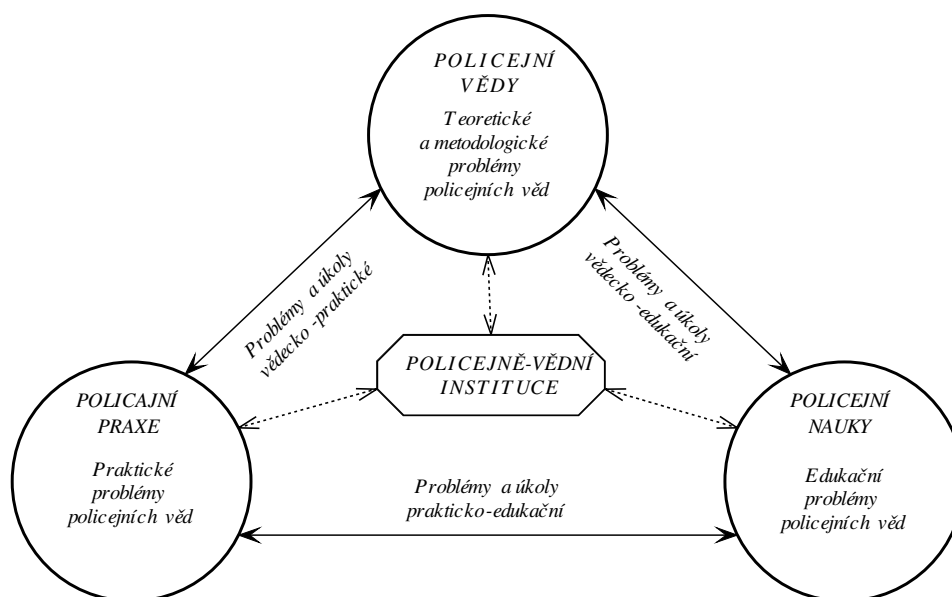 POLICEJNÍ
VĚDY
Teoretické
a metodologické
problémy
policejních věd
Problémy a úkoly
vědecko -praktické
Problémy a úkoly
vědecko -edukační
POLICEJNĚ-VĚDNÍ
INSTITUCE
POLICAJNÍ
PRAXE
Praktické
problémy
policejních věd
Problémy a úkoly
prakticko-edukační
POLICEJNÍ
NAUKY
Edukační
problémy
policejních věd